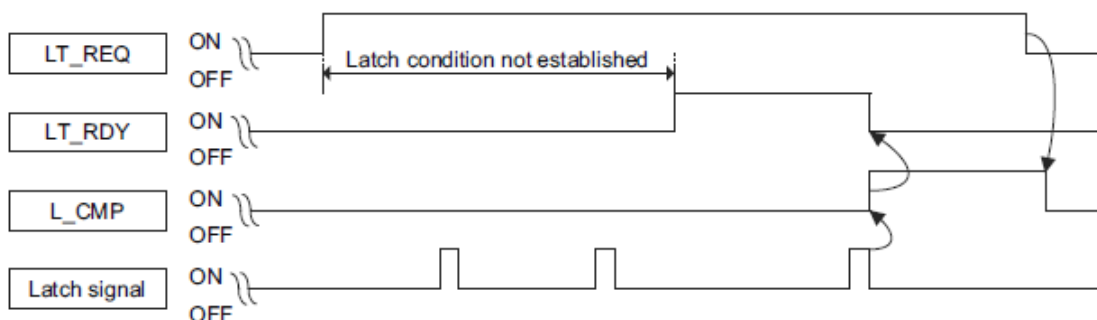 LT_REQ
ON
OFF
Latch condition not established
LT_RDY
ON
OFF
L_CMP
ON
OFF
Latch signal
ON
OFF